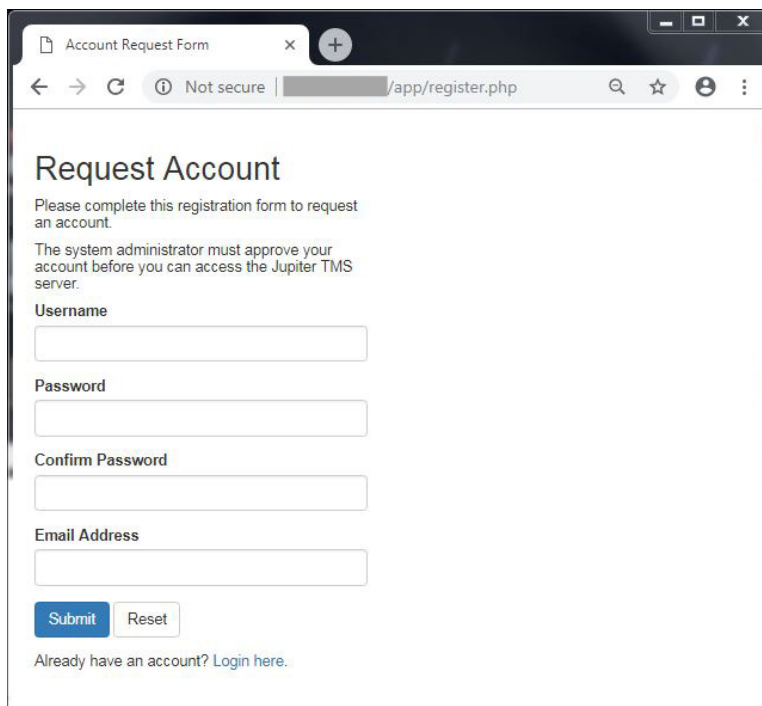 Account Request Form
Not secure
/app/register.php
Request Account
Please complete this registration form to request
an account.
The system administrator must approve your
account before you can access the Jupiter TMS
server.
Username
Password
Confirm Password
Email Address
Submit Reset
Already have an account? Login here.